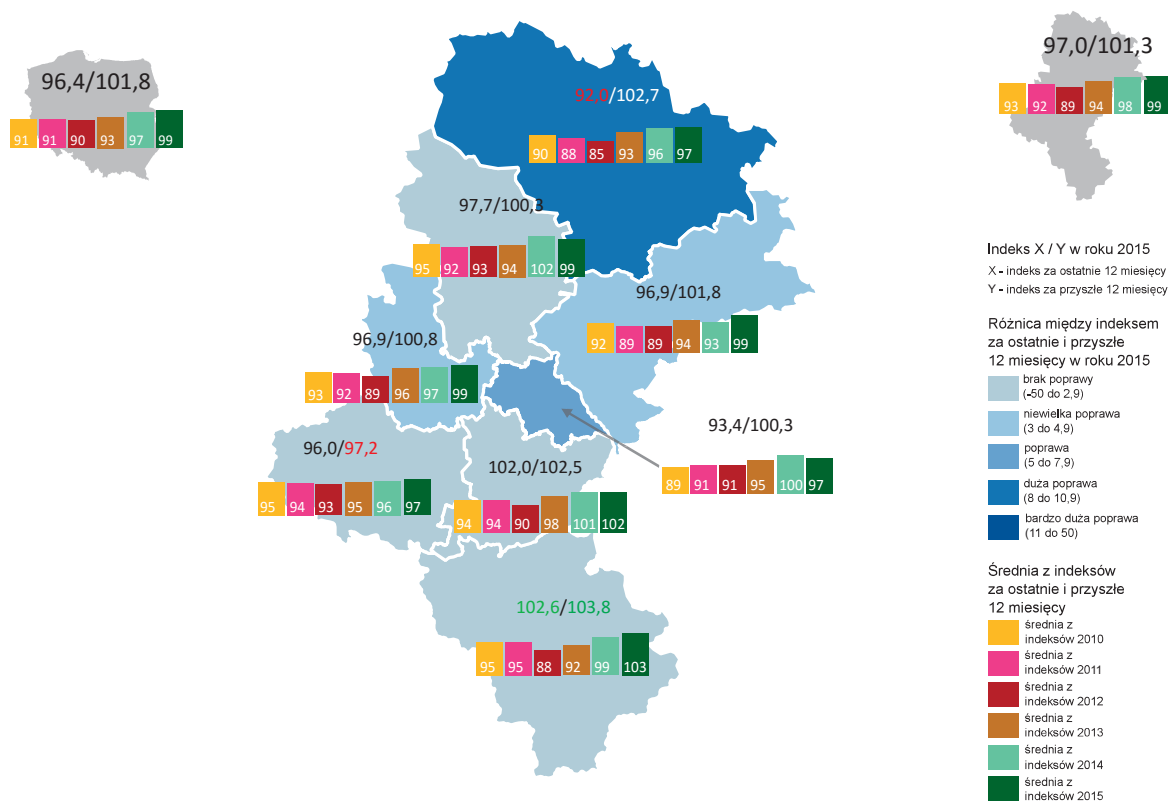 96,4/101,8
91 91 90 93 97 99
92,0/102,7
90 88 85 93 96 97
97,0/101,3
93 92 89 94 98 99
97,7/100,3
95 92 93 94 102 99
96,9/101,8
92 89 89 94 93 99
96,9/100,8
93 92 89 96 97 99
93,4/100,3
89 91 91 95 100 97
96,0/97,2
95 94 93 95 96 97
102,0/102,5
94 94 90 98 101 102
102,6/103,8
95 95 88 92 99 103
Indeks X / Y w roku 2015
X - indeks za ostatnie 12 miesięcy
Y - indeks za przyszłe 12 miesięcy
Różnica między indeksem
za ostatnie i przyszłe
12 miesięcy w roku 2015
brak poprawy
(-50 do 2,9)
niewielka poprawa
(3 do 4,9)
poprawa
(5 do 7,9)
duża poprawa
(8 do 10,9)
bardzo duża poprawa
(11 do 50)
Średnia z indeksów
za ostatnie i przyszłe
12 miesięcy
średnia z
indeksów 2010
średnia z
indeksów 2011
średnia z
indeksów 2012
średnia z
indeksów 2013
średnia z
indeksów 2014
średnia z
indeksów 2015